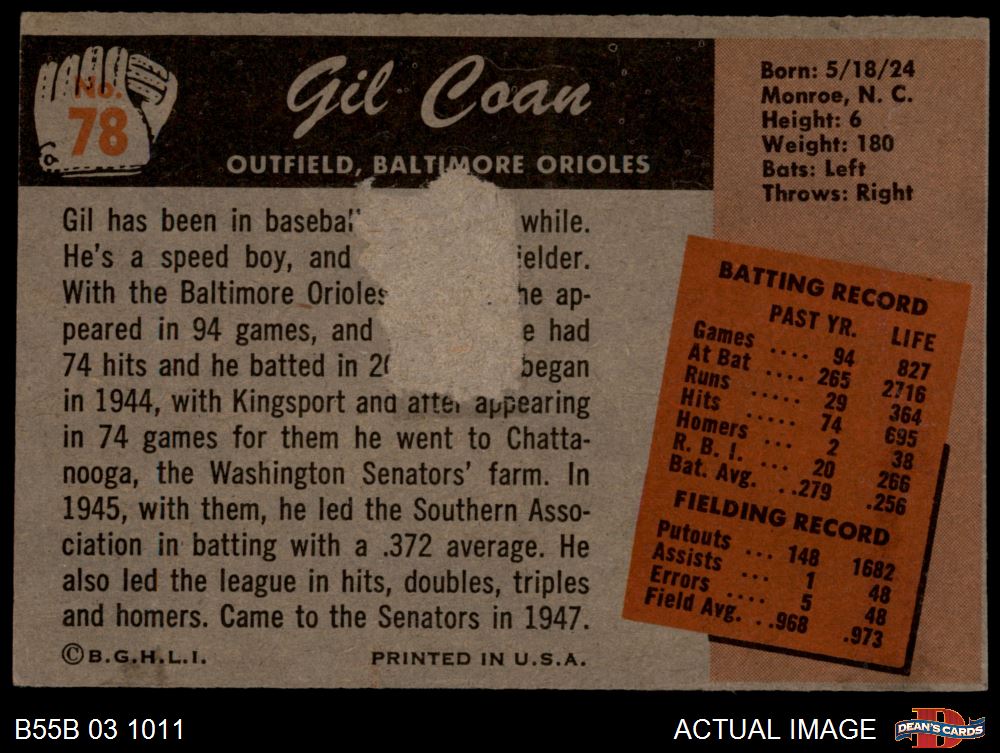 No.
78
Gil Coan
OUTFIELD, BALTIMORE ORIOLES
Born: 5/18/24
Monroe, N. C.
Height: 6
Weight: 180
Bats: Left
Throws: Right
Gil has been in basebal while.
He's a speed boy, and ielder.
With the Baltimore Orioles he ap-
peared in 94 games, and e had
74 hits and he batted in 20 began
in 1944, with Kingsport and after appearing
in 74 games for them he went to Chatta-
nooga, the Washington Senators' farm. In
1945, with them, he led the Southern Asso-
ciation in batting with a .372 average. He
also led the league in hits, doubles, triples
and homers. Came to the Senators in 1947.
©B.G.H.L.I. PRINTED IN U.S.A.
BATTING RECORD
PAST YR. LIFE
Games .... 94 827
At Bat .... 265 2716
Runs ..... 29 364
Hits .... 74 695
Homers ... 2 38
R. B. I. ... 20 266
Bat. Avg. ..279 .256
FIELDING RECORD
Putouts ... 148 1682
Assists ... 1 48
Errors .... 5 48
Field Avg. ..968 .973
B55B 03 1011
ACTUAL IMAGE
DEAN'S CARDS